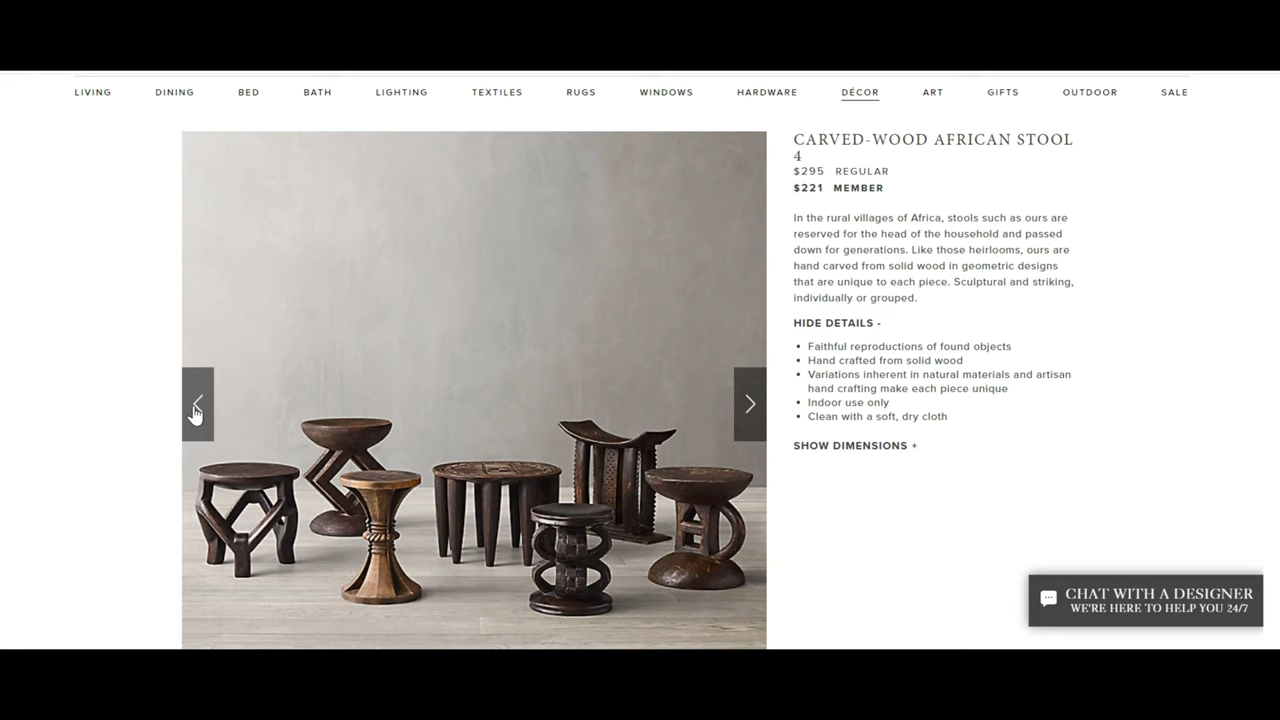 LIVING DINING BED BATH LIGHTING TEXTILES RUGS WINDOWS HARDWARE DÉCOR ART GIFTS OUTDOOR SALE
CARVED-WOOD AFRICAN STOOL
4
$295 REGULAR
$221 MEMBER
In the rural villages of Africa, stools such as ours are
reserved for the head of the household and passed
down for generations. Like those heirlooms, ours are
hand carved from solid wood in geometric designs
that are unique to each piece. Sculptural and striking,
individually or grouped.
HIDE DETAILS -
• Faithful reproductions of found objects
• Hand crafted from solid wood
• Variations inherent in natural materials and artisan
hand crafting make each piece unique
• Indoor use only
• Clean with a soft, dry cloth
SHOW DIMENSIONS +
CHAT WITH A DESIGNER
WE'RE HERE TO HELP YOU 24/7